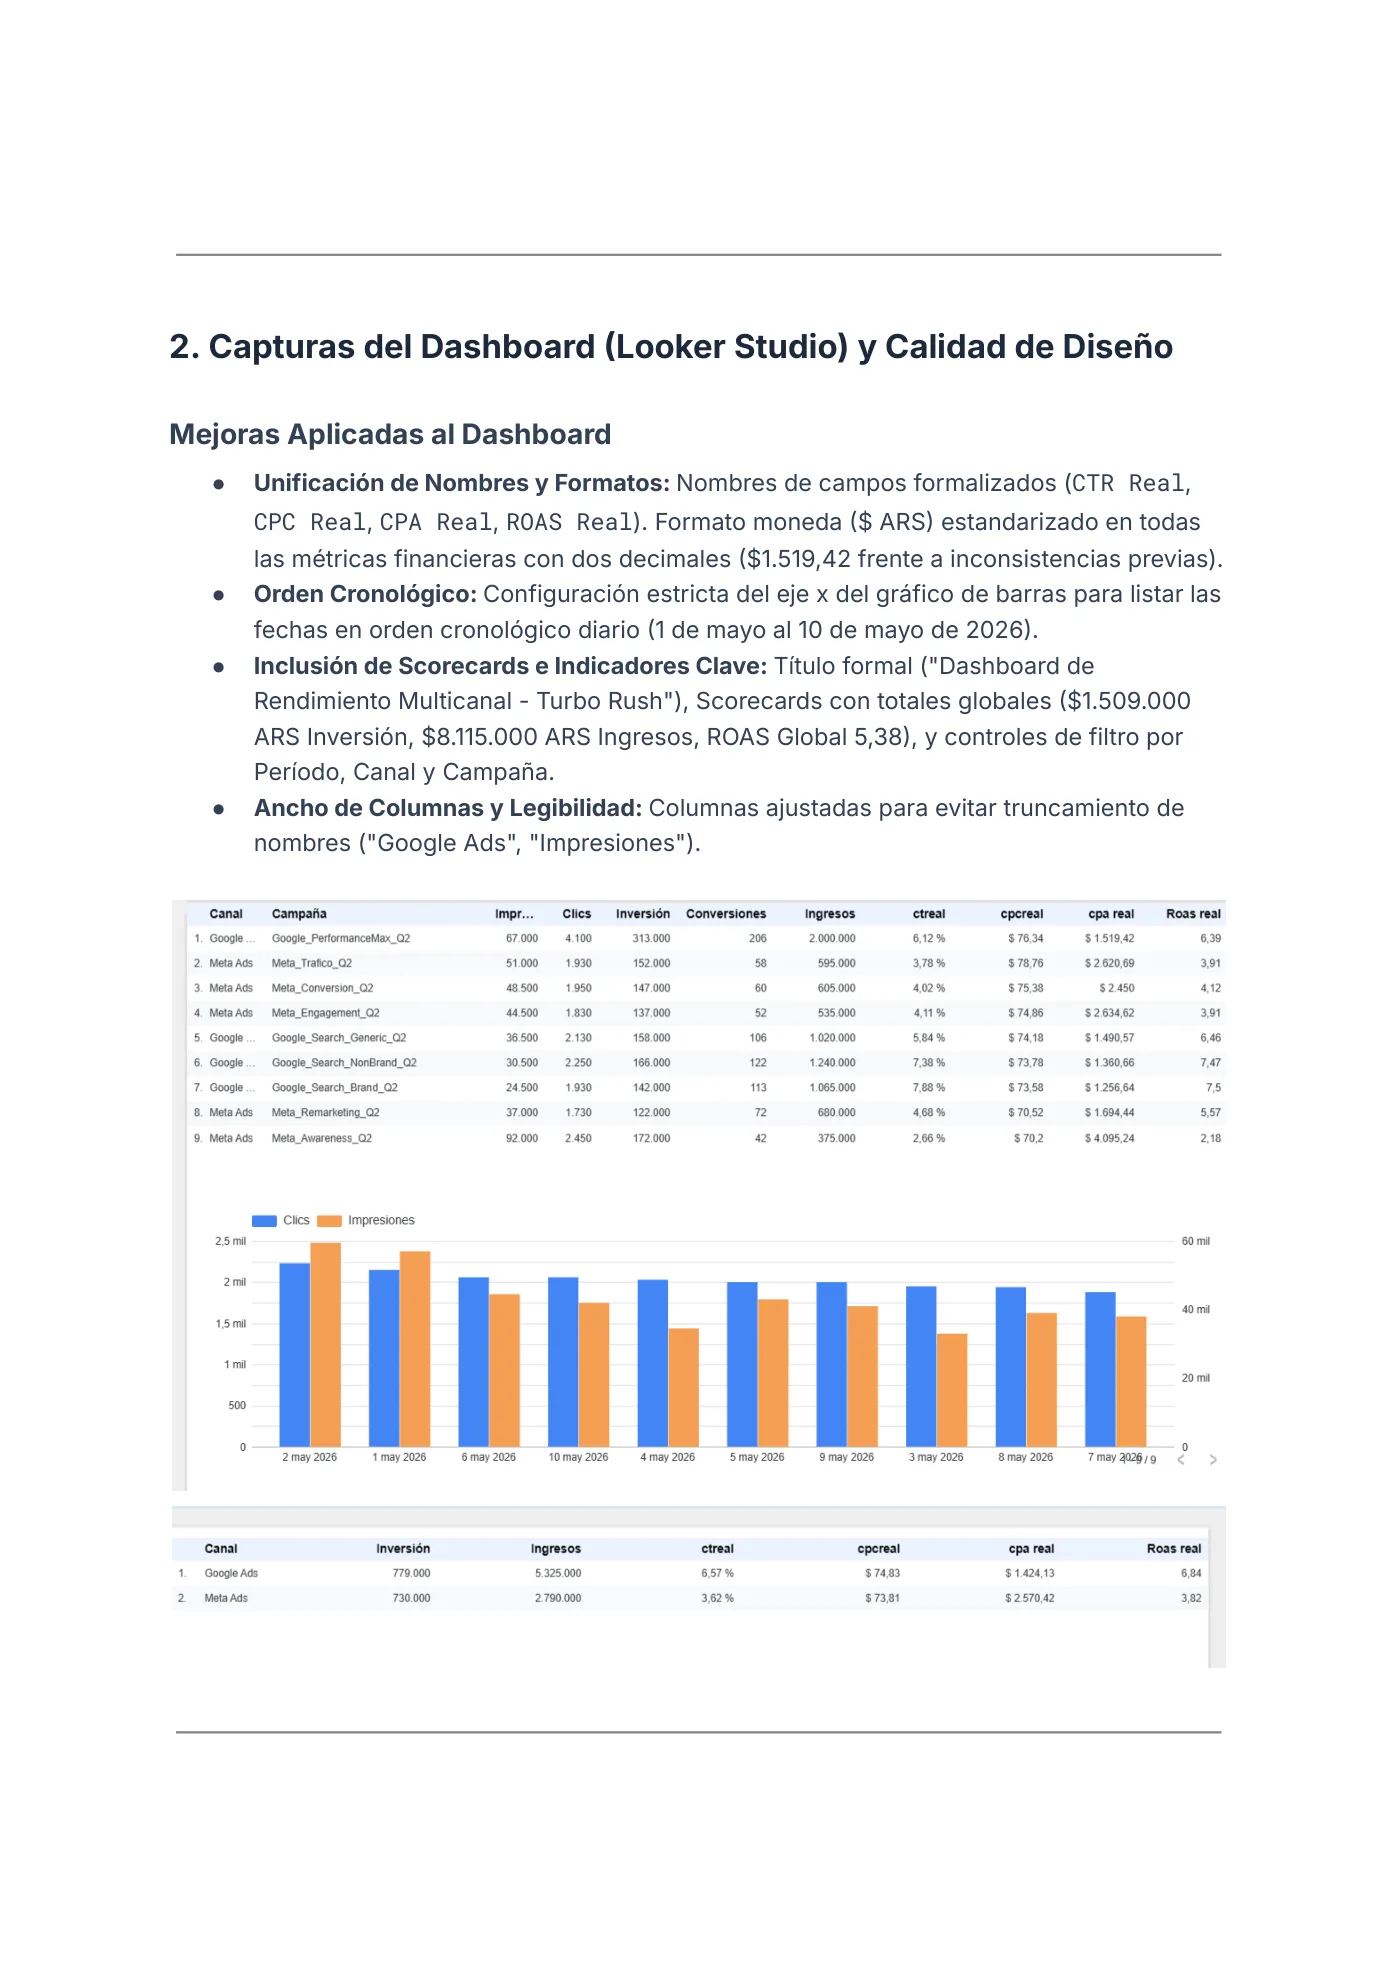 2. Capturas del Dashboard (Looker Studio) y Calidad de Diseño
Mejoras Aplicadas al Dashboard
● Unificación de Nombres y Formatos: Nombres de campos formalizados (CTR Real,
CPC Real, CPA Real, ROAS Real). Formato moneda ($ ARS) estandarizado en todas
las métricas financieras con dos decimales ($1.519,42 frente a inconsistencias previas).
● Orden Cronológico: Configuración estricta del eje x del gráfico de barras para listar las
fechas en orden cronológico diario (1 de mayo al 10 de mayo de 2026).
● Inclusión de Scorecards e Indicadores Clave: Título formal ("Dashboard de
Rendimiento Multicanal - Turbo Rush"), Scorecards con totales globales ($1.509.000
ARS Inversión, $8.115.000 ARS Ingresos, ROAS Global 5,38), y controles de filtro por
Período, Canal y Campaña.
● Ancho de Columnas y Legibilidad: Columnas ajustadas para evitar truncamiento de
nombres ("Google Ads", "Impresiones").
Canal Campaña Impr... Clics Inversión Conversiones Ingresos ctreal cpcreal cpa real Roas real
1. Google ... Google_PerformanceMax_Q2 67.000 4.100 313.000 206 2.000.000 6,12 % $ 76,34 $ 1.519,42 6,39
2. Meta Ads Meta_Trafico_Q2 51.000 1.930 152.000 58 595.000 3,78 % $ 78,76 $ 2.620,69 3,91
3. Meta Ads Meta_Conversion_Q2 48.500 1.950 147.000 60 605.000 4,02 % $ 75,38 $ 2.450 4,12
4. Meta Ads Meta_Engagement_Q2 44.500 1.830 137.000 52 535.000 4,11 % $ 74,86 $ 2.634,62 3,91
5. Google ... Google_Search_Generic_Q2 36.500 2.130 158.000 106 1.020.000 5,84 % $ 74,18 $ 1.490,57 6,46
6. Google ... Google_Search_NonBrand_Q2 30.500 2.250 166.000 122 1.240.000 7,38 % $ 73,78 $ 1.360,66 7,47
7. Google ... Google_Search_Brand_Q2 24.500 1.930 142.000 113 1.065.000 7,88 % $ 73,58 $ 1.256,64 7,5
8. Meta Ads Meta_Remarketing_Q2 37.000 1.730 122.000 72 680.000 4,68 % $ 70,52 $ 1.694,44 5,57
9. Meta Ads Meta_Awareness_Q2 92.000 2.450 172.000 42 375.000 2,66 % $ 70,2 $ 4.095,24 2,18
Clics Impresiones
2,5 mil 60 mil
2 mil
40 mil
1,5 mil
1 mil
20 mil
500
0 0
2 may 2026 1 may 2026 6 may 2026 10 may 2026 4 may 2026 5 may 2026 9 may 2026 3 may 2026 8 may 2026 7 may 2026 / 9 < >
Canal Inversión Ingresos ctreal cpcreal cpa real Roas real
1. Google Ads 779.000 5.325.000 6,57 % $ 74,83 $ 1.424,13 6,84
2. Meta Ads 730.000 2.790.000 3,62 % $ 73,81 $ 2.570,42 3,82